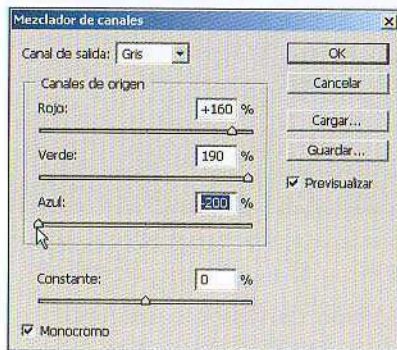 Mezclador de canales
Canal de salida: Gris
OK
Canales de origen
Cancelar
Rojo: +160 %
Cargar...
Verde: 190 %
Guardar...
Azul: -200 %
Previsualizar
Constante: 0 %
Monocromo